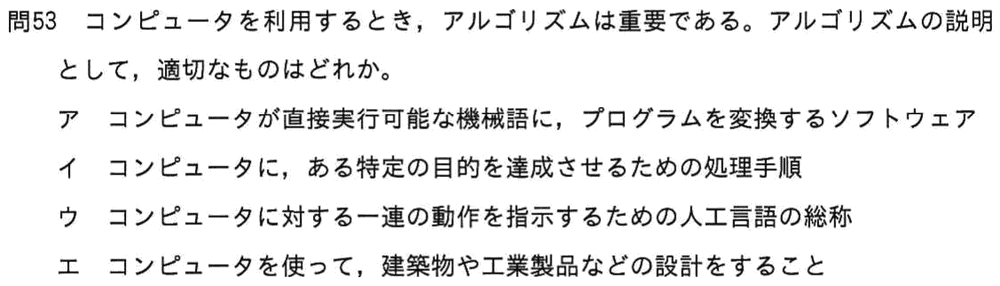 問53 コンピュータを利用するとき，アルゴリズムは重要である。アルゴリズムの説明
として，適切なものはどれか。
ア コンピュータが直接実行可能な機械語に，プログラムを変換するソフトウェア
イ コンピュータに，ある特定の目的を達成させるための処理手順
ウ コンピュータに対する一連の動作を指示するための人工言語の総称
エ コンピュータを使って，建築物や工業製品などの設計をすること